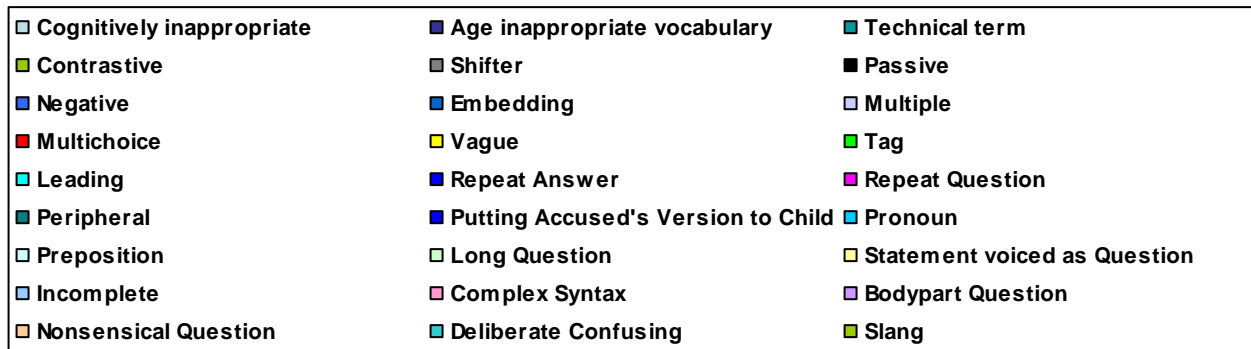 Cognitively inappropriate Age inappropriate vocabulary Technical term
Contrastive Shifter Passive
Negative Embedding Multiple
Multichoice Vague Tag
Leading Repeat Answer Repeat Question
Peripheral Putting Accused's Version to Child Pronoun
Preposition Long Question Statement voiced as Question
Incomplete Complex Syntax Bodypart Question
Nonsensical Question Deliberate Confusing Slang